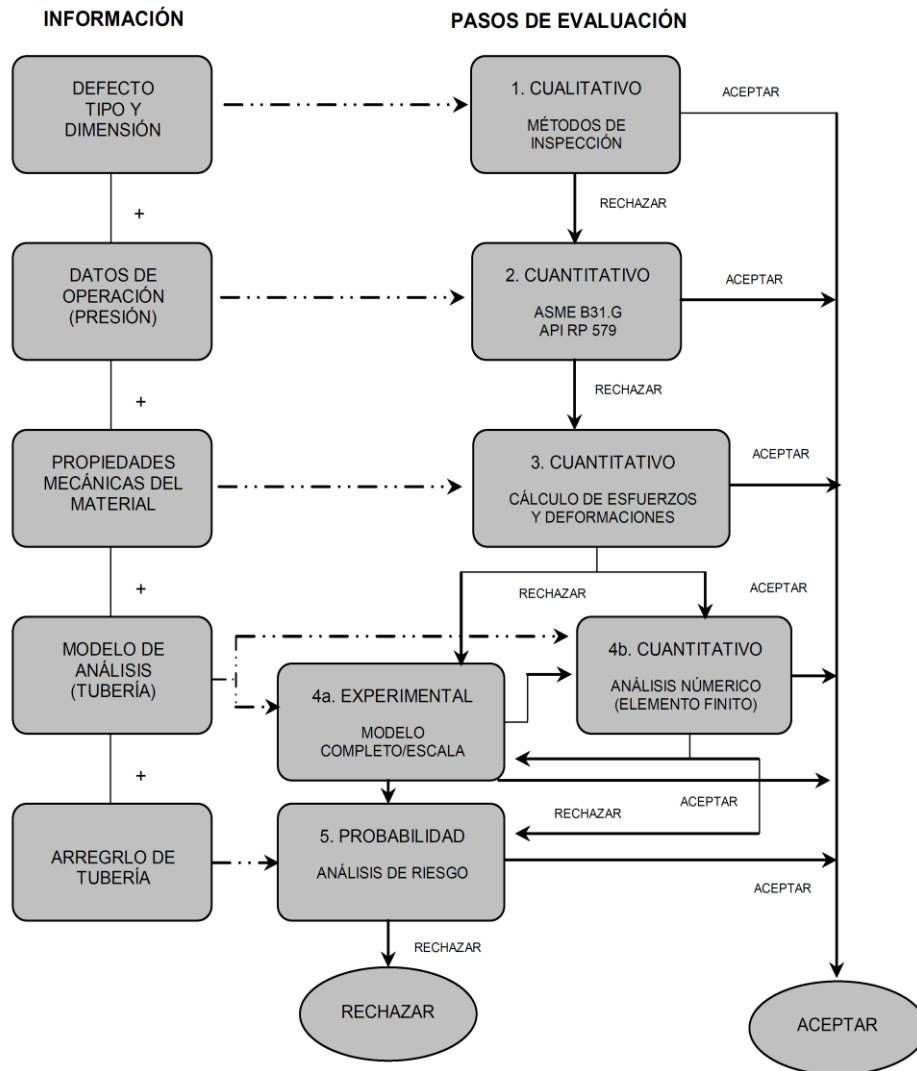 INFORMACIÓN
PASOS DE EVALUACIÓN
DEFECTO
TIPO Y
DIMENSIÓN
1. CUALITATIVO
MÉTODOS DE
INSPECCIÓN
ACEPTAR
+
RECHAZAR
DATOS DE
OPERACIÓN
(PRESIÓN)
2. CUANTITATIVO
ASME B31.G
API RP 579
ACEPTAR
+
RECHAZAR
PROPIEDADES
MECÁNICAS DEL
MATERIAL
3. CUANTITATIVO
CÁLCULO DE ESFUERZOS
Y DEFORMACIONES
ACEPTAR
+
RECHAZAR
ACEPTAR
MODELO DE
ANÁLISIS
(TUBERÍA)
4b. CUANTITATIVO
ANÁLISIS NÚMERICO
(ELEMENTO FINITO)
4a. EXPERIMENTAL
MODELO
COMPLETO/ESCALA
+
ACEPTAR
RECHAZAR
ARREGRLO DE
TUBERÍA
5. PROBABILIDAD
ANÁLISIS DE RIESGO
ACEPTAR
RECHAZAR
RECHAZAR
ACEPTAR